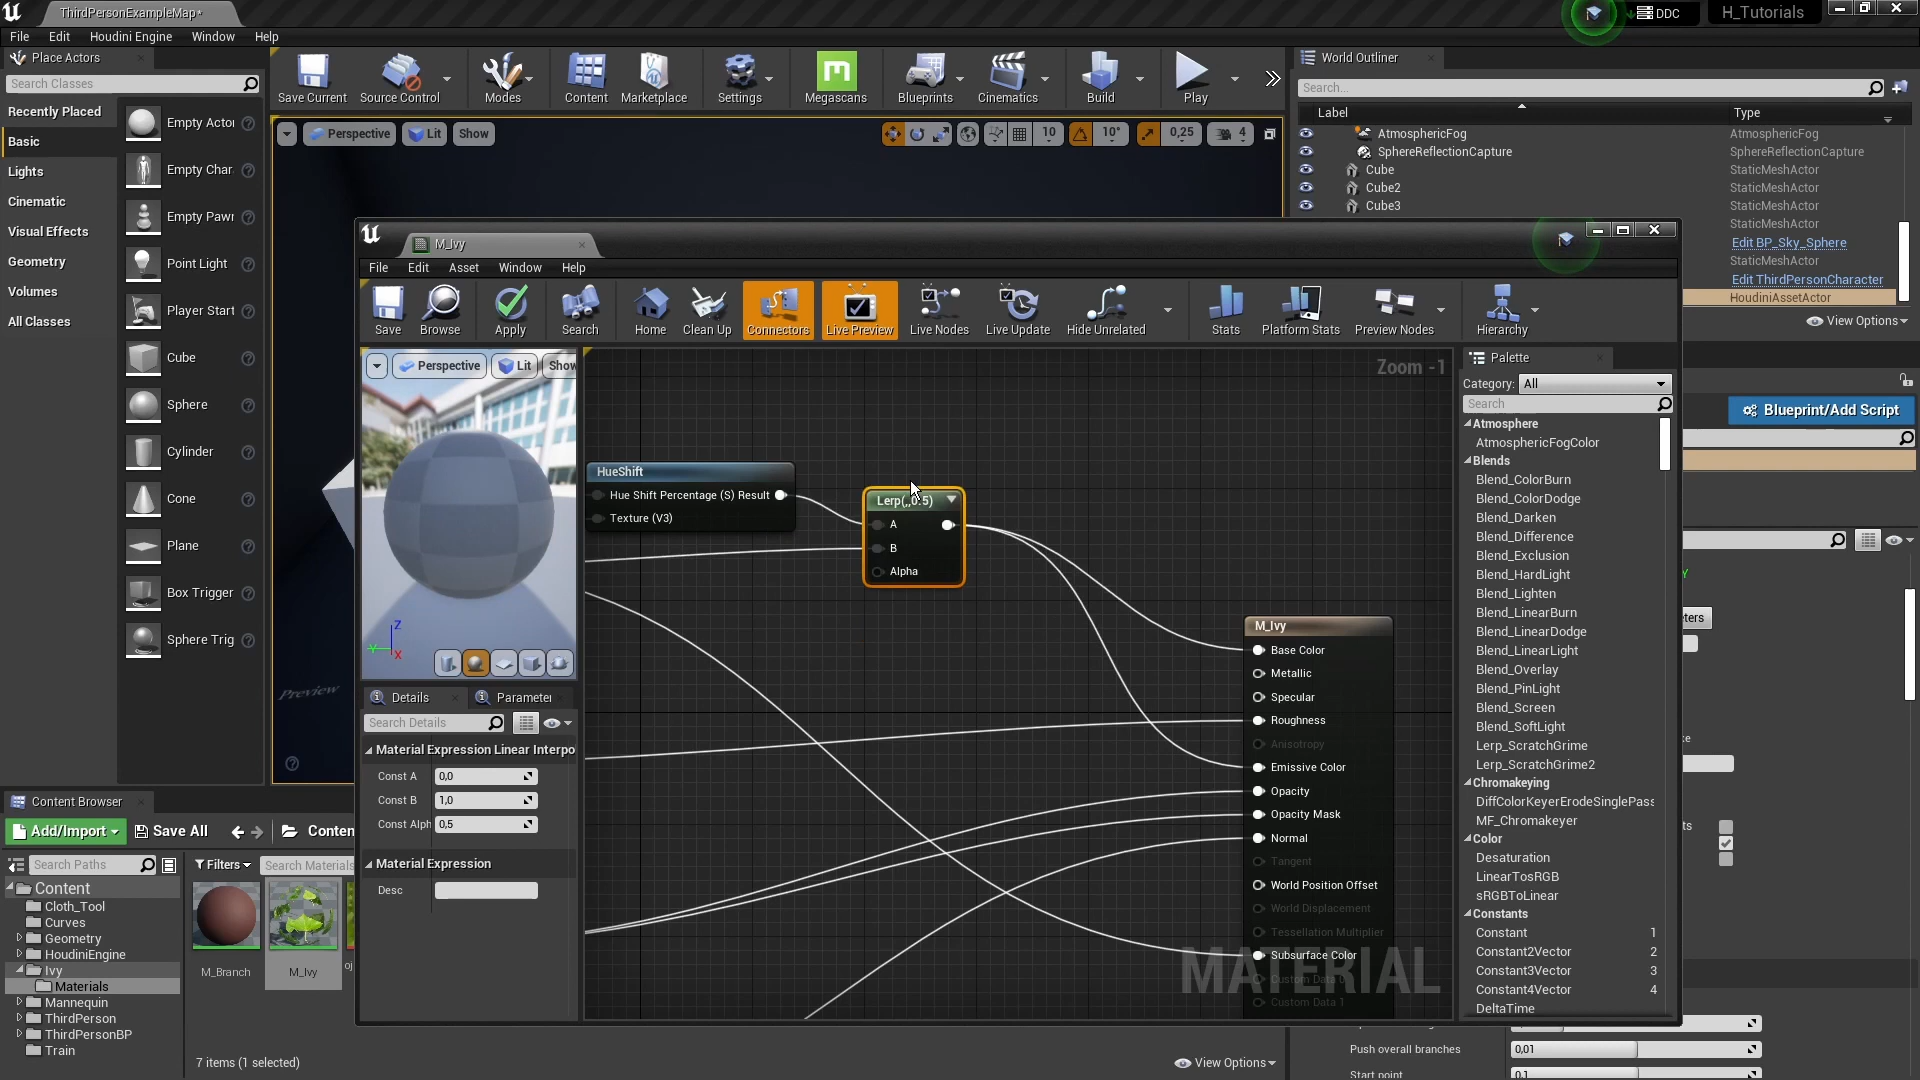 ThirdPersonExampleMap*
DDC
H_Tutorials
File Edit Houdini Engine Window Help
Place Actors
Search Classes
Recently Placed
Basic
Lights
Cinematic
Visual Effects
Geometry
Volumes
All Classes
Empty Actor
Empty Char
Empty Pawn
Point Light
Player Start
Cube
Sphere
Cylinder
Cone
Plane
Box Trigger
Sphere Trig
Save Current
Source Control
Modes
Content
Marketplace
Settings
Megascans
Blueprints
Cinematics
Build
Play
Perspective
Lit
Show
10
10°
0,25
4
World Outliner
Search...
Label
Type
AtmosphericFog AtmosphericFog
SphereReflectionCapture SphereReflectionCapture
Cube StaticMeshActor
Cube2 StaticMeshActor
Cube3 StaticMeshActor
StaticMeshActor
Edit BP_Sky_Sphere
StaticMeshActor
Edit ThirdPersonCharacter
HoudiniAssetActor
View Options
Blueprint/Add Script
M_Ivy
File Edit Asset Window Help
Save
Browse
Apply
Search
Home
Clean Up
Connectors
Live Preview
Live Nodes
Live Update
Hide Unrelated
Stats
Platform Stats
Preview Nodes
Hierarchy
Perspective
Lit
Show
Z
Y
X
Preview
Details
Parameter
Search Details
Material Expression Linear Interpo
Const A 0,0
Const B 1,0
Const Alph 0,5
Material Expression
Desc
Zoom -1
HueShift
Hue Shift Percentage (S) Result
Texture (V3)
Lerp(,,0.5)
A
B
Alpha
M_Ivy
Base Color
Metallic
Specular
Roughness
Anisotropy
Emissive Color
Opacity
Opacity Mask
Normal
Tangent
World Position Offset
World Displacement
Tessellation Multiplier
Subsurface Color
Custom Data 0
Custom Data 1
MATERIAL
Palette
Category: All
Search
Atmosphere
AtmosphericFogColor
Blends
Blend_ColorBurn
Blend_ColorDodge
Blend_Darken
Blend_Difference
Blend_Exclusion
Blend_HardLight
Blend_Lighten
Blend_LinearBurn
Blend_LinearDodge
Blend_LinearLight
Blend_Overlay
Blend_PinLight
Blend_Screen
Blend_SoftLight
Lerp_ScratchGrime
Lerp_ScratchGrime2
Chromakeying
DiffColorKeyerErodeSinglePass
MF_Chromakeyer
Color
Desaturation
LinearTosRGB
sRGBToLinear
Constants
Constant 1
Constant2Vector 2
Constant3Vector 3
Constant4Vector 4
DeltaTime
Content Browser
Add/Import
Save All
Conten
Search Paths
Filters
Search Materials
Content
Cloth_Tool
Curves
Geometry
HoudiniEngine
Ivy
Materials
Mannequin
ThirdPerson
ThirdPersonBP
Train
M_Branch
M_Ivy
7 items (1 selected)
View Options
Push overall branches 0,01
Start point 0,1